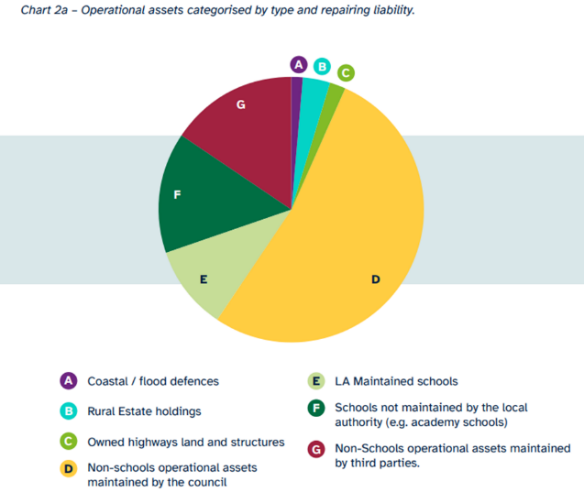 Chart 2a – Operational assets categorised by type and repairing liability.
A B C
G
F
E
D
A Coastal / flood defences
B Rural Estate holdings
C Owned highways land and structures
D Non-schools operational assets
maintained by the council
E LA Maintained schools
F Schools not maintained by the local
authority (e.g. academy schools)
G Non-Schools operational assets maintained
by third parties.